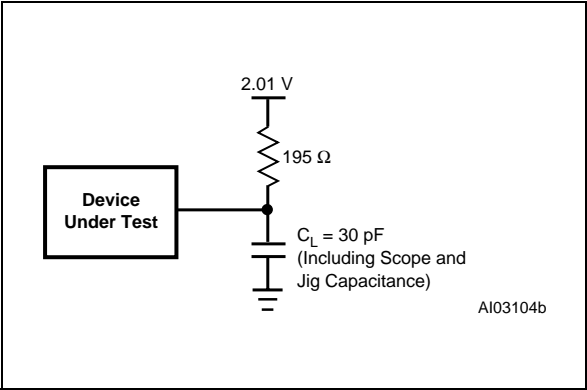 2.01 V
195 Ω
Device
Under Test
C_L = 30 pF
(Including Scope and
Jig Capacitance)
AI03104b